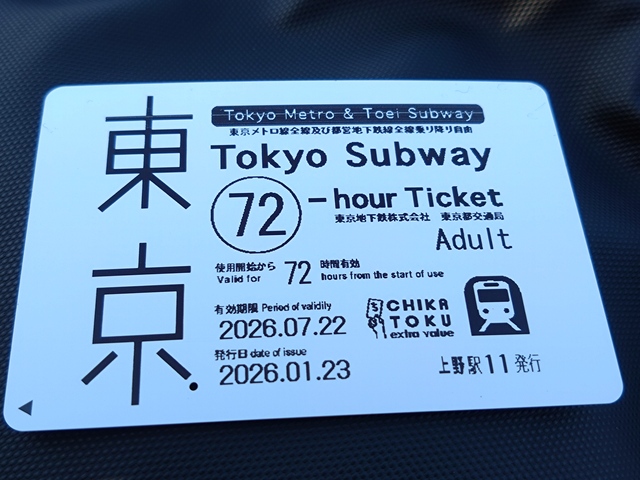 東京
Tokyo Metro & Toei Subway
東京メトロ線全線及び都営地下鉄線全線乗り降り自由
Tokyo Subway
72-hour Ticket
東京地下鉄株式会社 東京都交通局
Adult
使用開始から 72 時間有効
Valid for hours from the start of use
有効期限 Period of validity
2026.07.22
CHIKA
TOKU
extra value
発行日 date of issue
2026.01.23
上野駅11発行